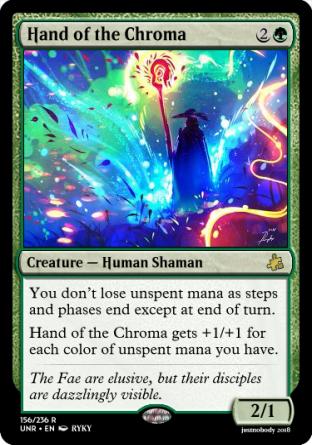 Hand of the Chroma 2
Creature — Human Shaman
You don't lose unspent mana as steps
and phases end except at end of turn.
Hand of the Chroma gets +1/+1 for
each color of unspent mana you have.
The Fae are elusive, but their disciples
are dazzlingly visible.
2/1
156/236 R
UNR • EN RYKY
justnobody 2018